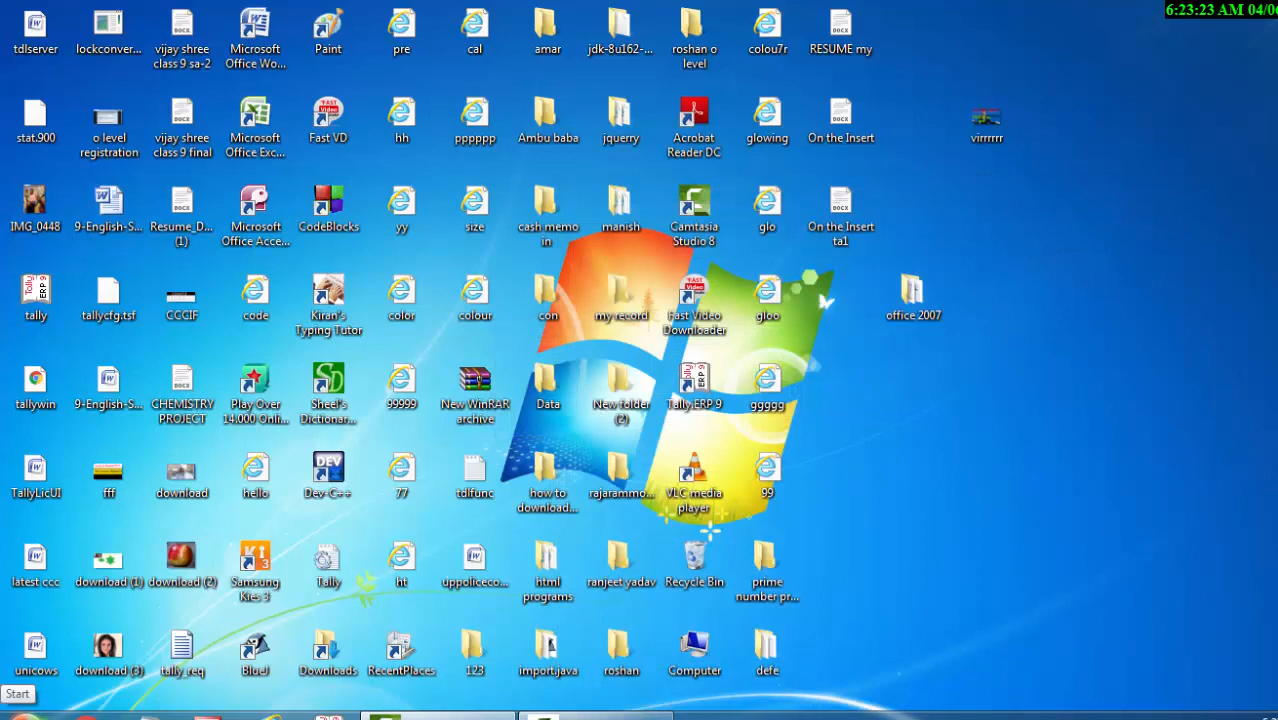 6:23:23 AM 04/0
tdlserver
lockconver...
vijay shree
class 9 sa-2
Microsoft
Office Wo...
Paint
pre
cal
amar
jdk-8u162-...
roshan o
level
colou7r
RESUME my
stat.900
o level
registration
vijay shree
class 9 final
Microsoft
Office Exc...
Fast VD
hh
pppppp
Ambu baba
jquerry
Acrobat
Reader DC
glowing
On the Insert
virrrrrr
IMG_0448
9-English-S...
Resume_D...
(1)
Microsoft
Office Acce...
CodeBlocks
yy
size
cash memo
in
manish
Camtasia
Studio 8
glo
On the Insert
ta1
tally
tallycfg.tsf
CCCIF
code
Kiran's
Typing Tutor
color
colour
con
my record
Fast Video
Downloader
gloo
office 2007
tallywin
9-English-S...
CHEMISTRY
PROJECT
Play Over
14,000 Onli...
Sheel's
Dictionar...
99999
New WinRAR
archive
Data
New folder
(2)
Tally.ERP 9
ggggg
TallyLicUI
fff
download
hello
Dev-C++
77
tdlfunc
how to
download...
rajarammo...
VLC media
player
99
latest ccc
download (1)
download (2)
Samsung
Kies 3
Tally
ht
uppoliceco...
html
programs
ranjeet yadav
Recycle Bin
prime
number pr...
unicows
download (3)
tally_req
BlueJ
Downloads
RecentPlaces
123
import.java
roshan
Computer
defe
Start